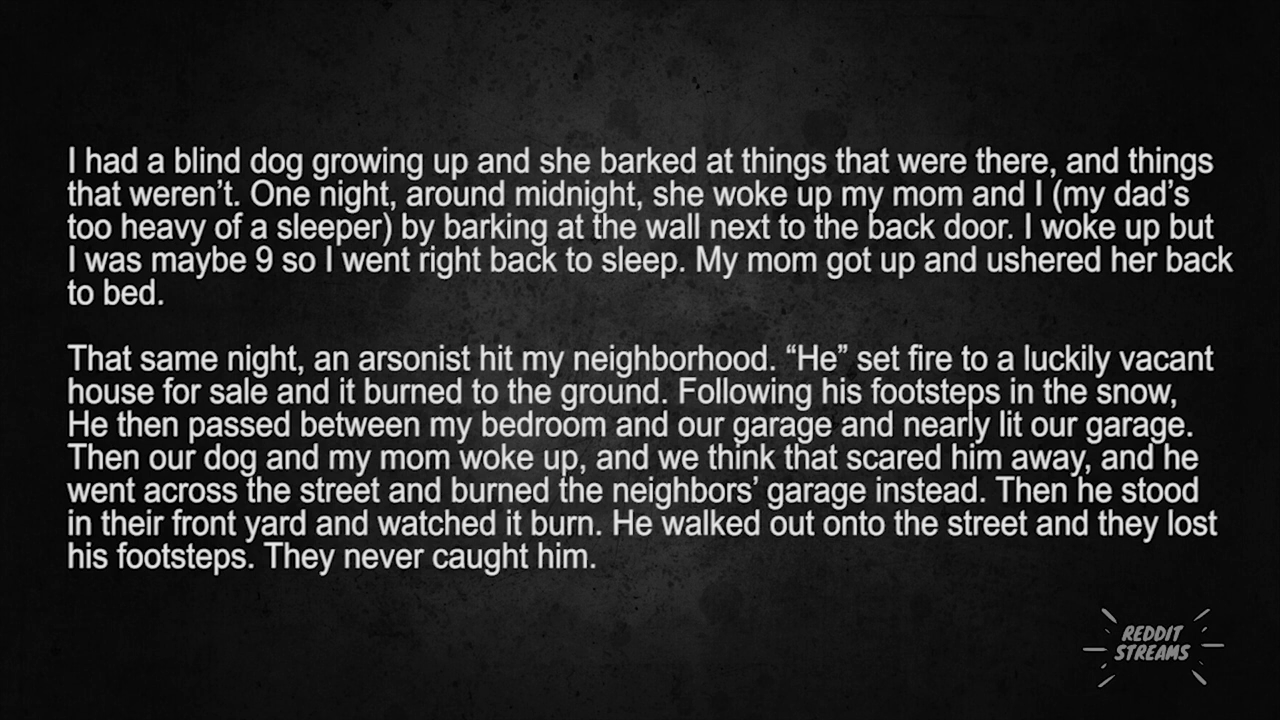 I had a blind dog growing up and she barked at things that were there, and things
that weren’t. One night, around midnight, she woke up my mom and I (my dad’s
too heavy of a sleeper) by barking at the wall next to the back door. I woke up but
I was maybe 9 so I went right back to sleep. My mom got up and ushered her back
to bed.
That same night, an arsonist hit my neighborhood. “He” set fire to a luckily vacant
house for sale and it burned to the ground. Following his footsteps in the snow,
He then passed between my bedroom and our garage and nearly lit our garage.
Then our dog and my mom woke up, and we think that scared him away, and he
went across the street and burned the neighbors’ garage instead. Then he stood
in their front yard and watched it burn. He walked out onto the street and they lost
his footsteps. They never caught him.
REDDIT
STREAMS